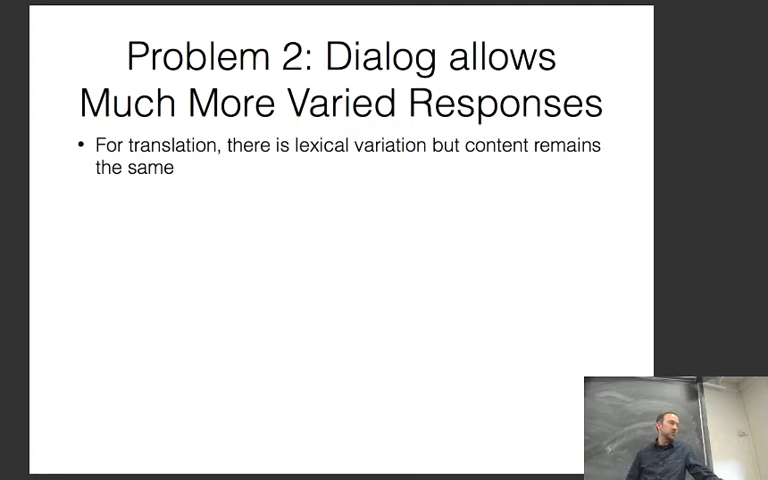 Problem 2: Dialog allows
Much More Varied Responses
• For translation, there is lexical variation but content remains
the same